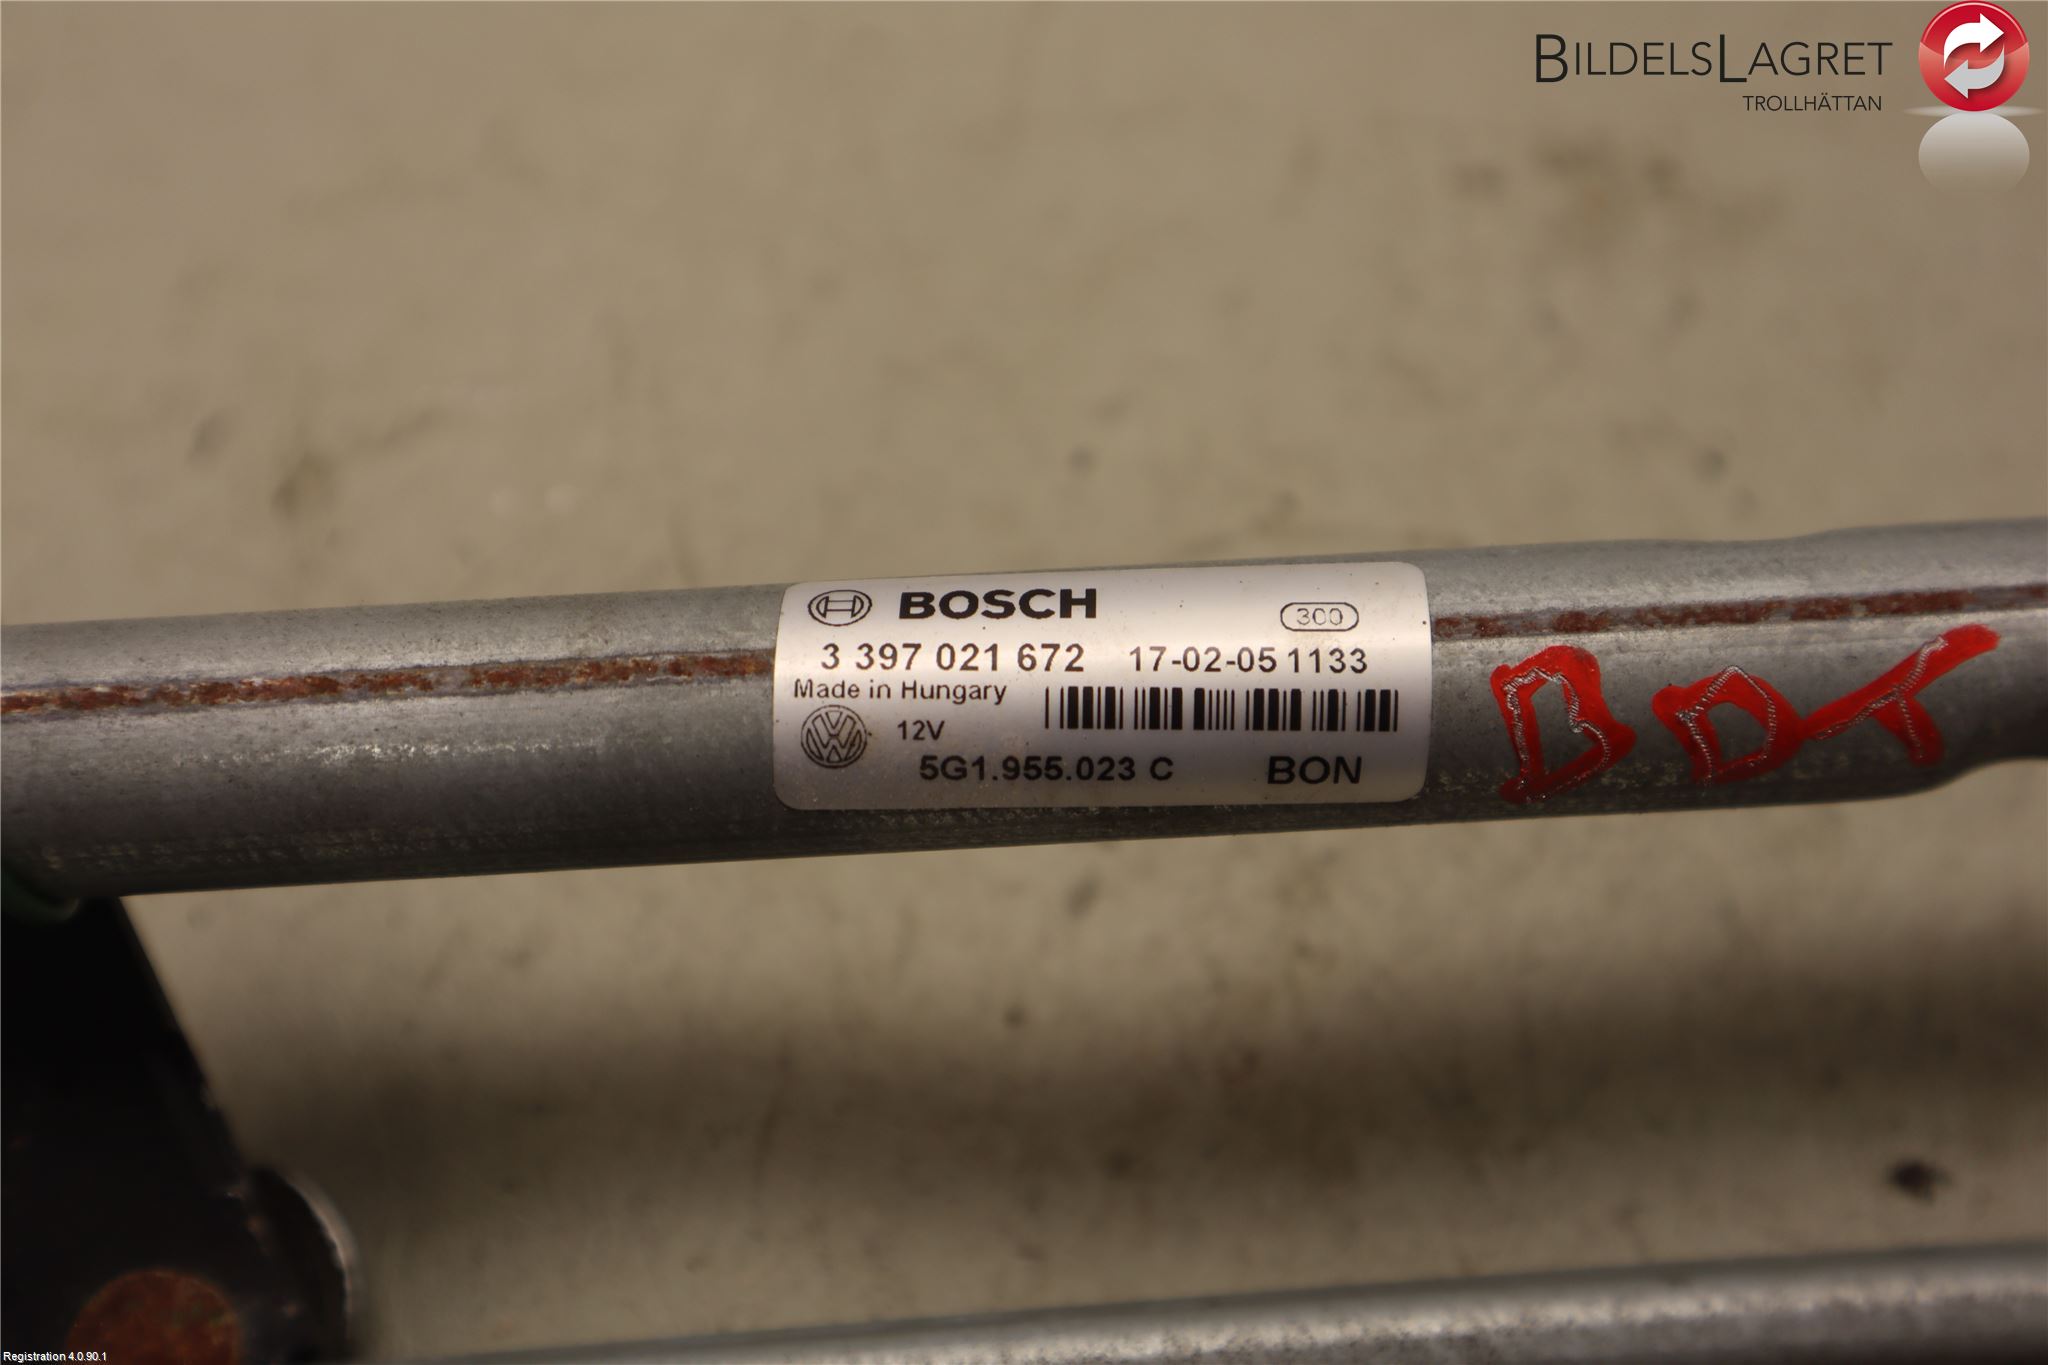 BILDELSLAGRET
TROLLHÄTTAN
BOSCH
300
3 397 021 672 17-02-05 1133
Made in Hungary
12V
5G1.955.023 C BON
Registration 4.0.90.1